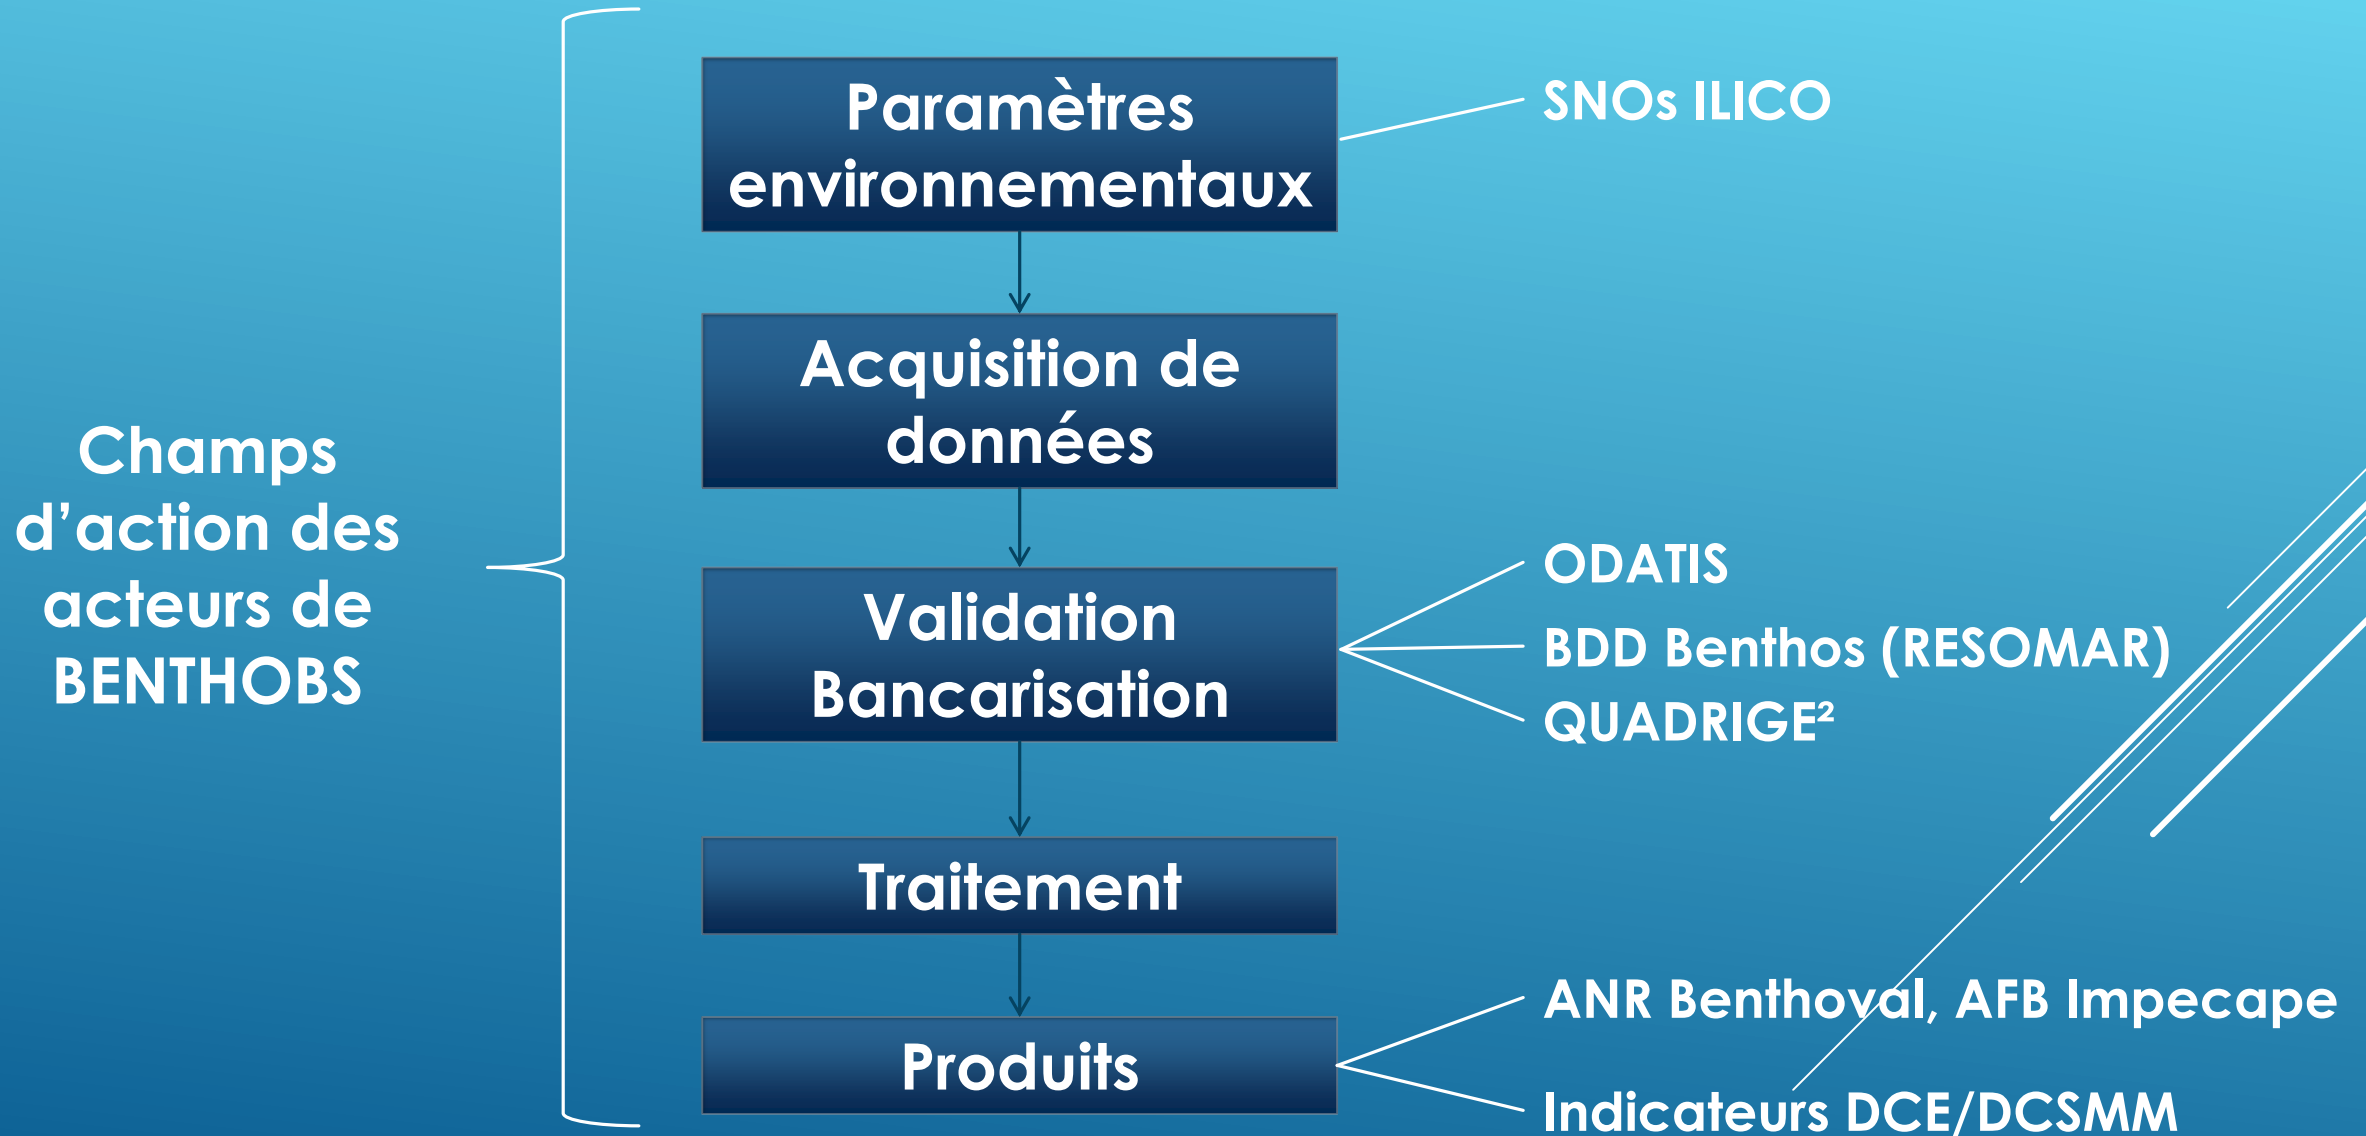 Champs
d’action des
acteurs de
BENTHOBS
Paramètres
environnementaux
SNOs ILICO
Acquisition de
données
Validation
Bancarisation
ODATIS
BDD Benthos (RESOMAR)
QUADRIGE²
Traitement
Produits
ANR Benthoval, AFB Impecape
Indicateurs DCE/DCSMM